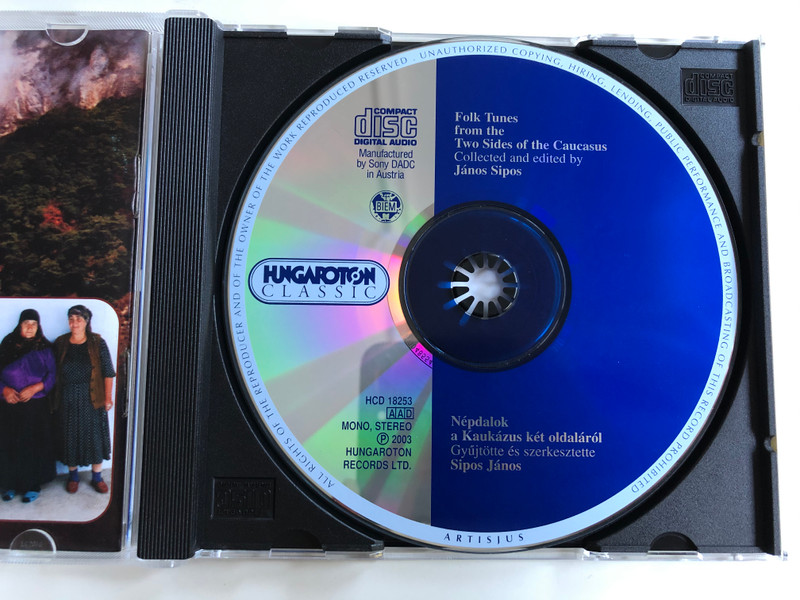 ALL RIGHTS OF THE REPRODUCER AND OF THE OWNER OF THE WORK REPRODUCED RESERVED . UNAUTHORIZED COPYING, HIRING, LENDING, PUBLIC PERFORMANCE AND BROADCASTING OF THIS RECORD PROHIBITED
COMPACT
disc
DIGITAL AUDIO
Manufactured
by Sony DADC
in Austria
BIEM
HUNGAROTON
CLASSIC
HCD 18253
AAD
MONO, STEREO
℗ 2003
HUNGAROTON
RECORDS LTD.
Folk Tunes
from the
Two Sides of the Caucasus
Collected and edited by
János Sipos
Népdalok
a Kaukázus két oldaláról
Gyűjtötte és szerkesztette
Sipos János
ARTISJUS
COMPACT
disc
DIGITAL AUDIO